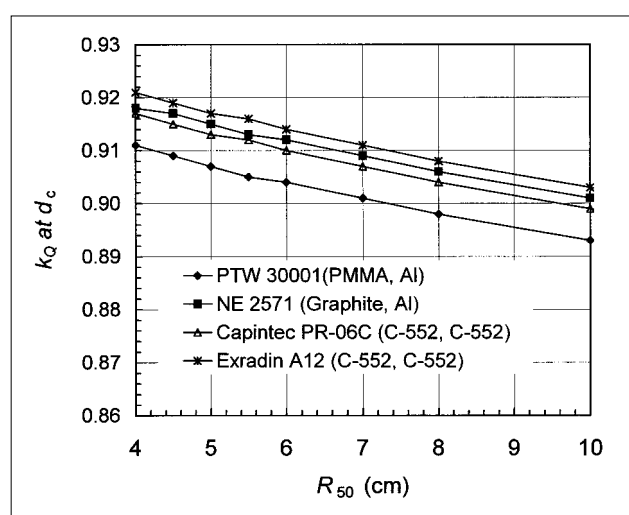 0.93
0.92
0.91
0.90
0.89
0.88
0.87
0.86
k_Q at d_c
PTW 30001(PMMA, Al)
NE 2571 (Graphite, Al)
Capintec PR-06C (C-552, C-552)
Exradin A12 (C-552, C-552)
4 5 6 7 8 9 10
R_50 (cm)